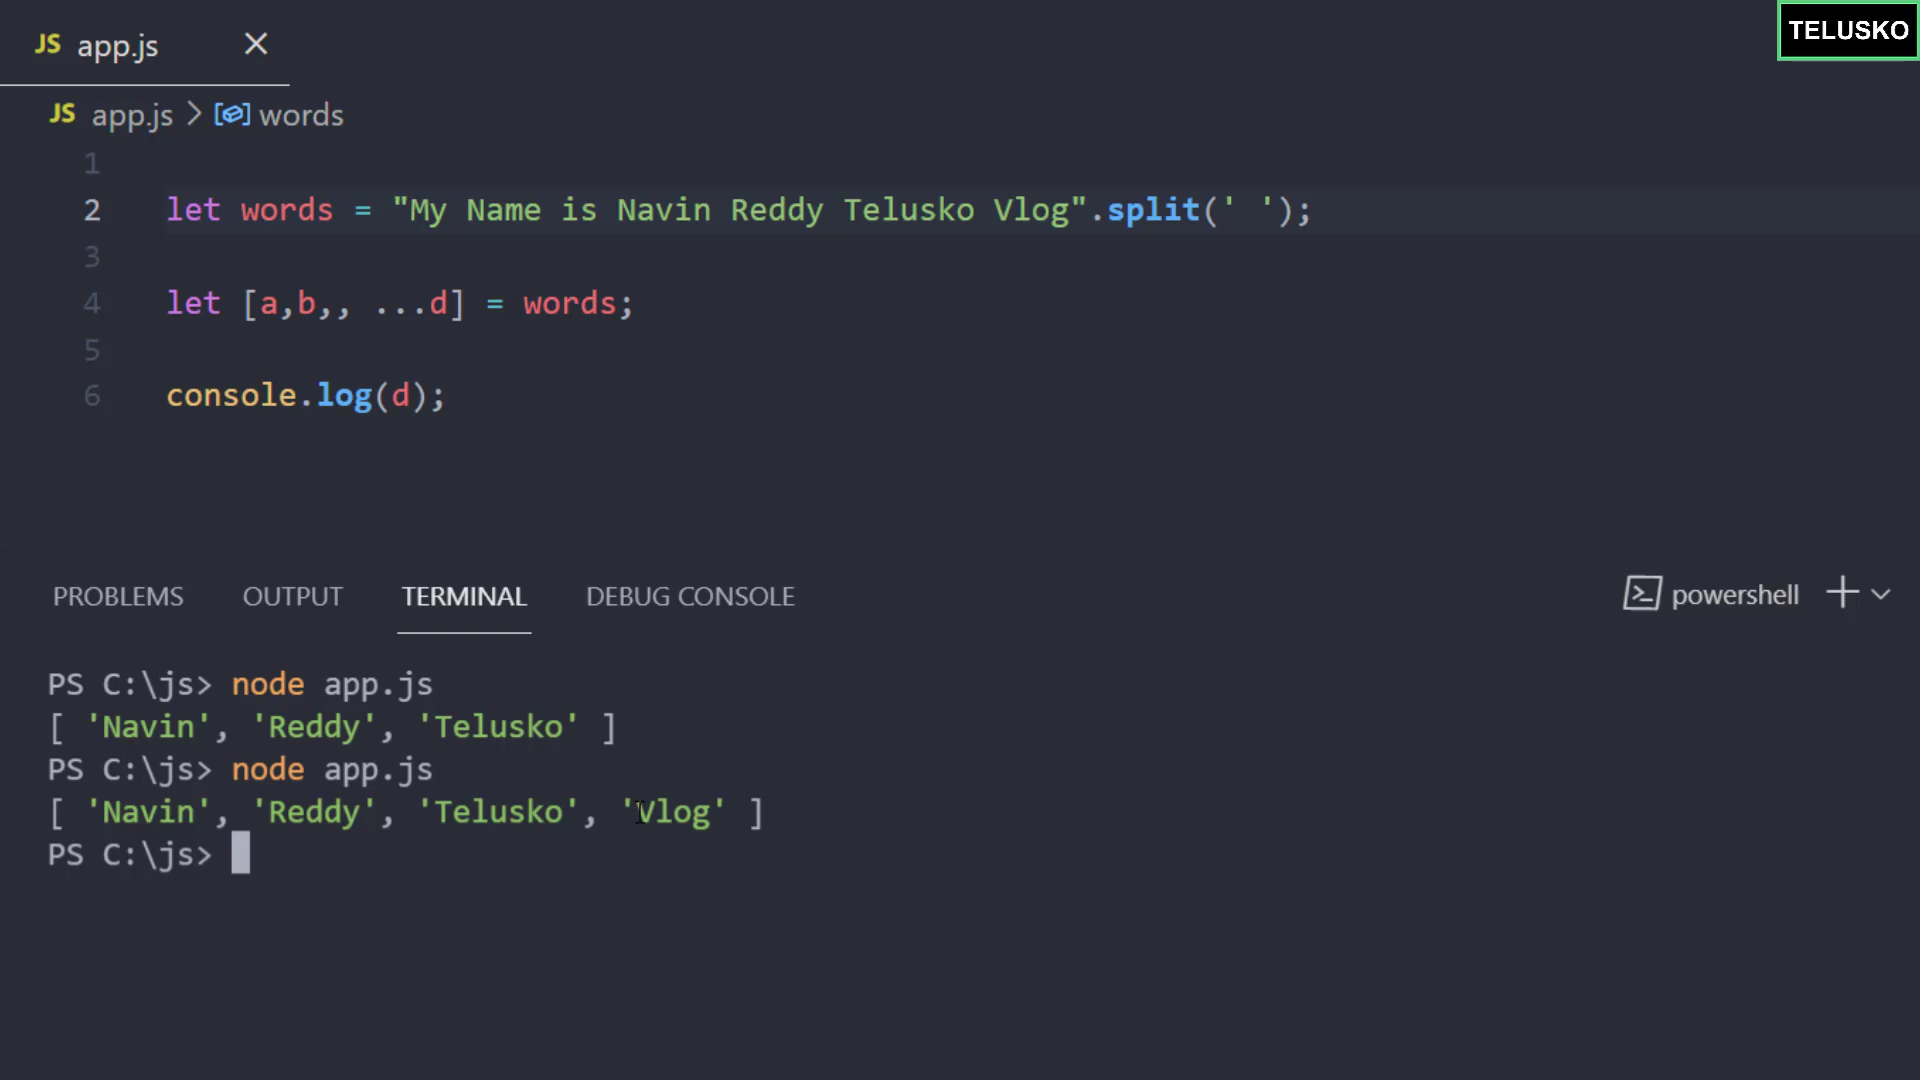 JS app.js
TELUSKO
JS app.js > words
1
2 let words = "My Name is Navin Reddy Telusko Vlog".split(' ');
3
4 let [a,b,, ...d] = words;
5
6 console.log(d);
PROBLEMS OUTPUT TERMINAL DEBUG CONSOLE powershell
PS C:\js> node app.js
[ 'Navin', 'Reddy', 'Telusko' ]
PS C:\js> node app.js
[ 'Navin', 'Reddy', 'Telusko', 'Vlog' ]
PS C:\js>